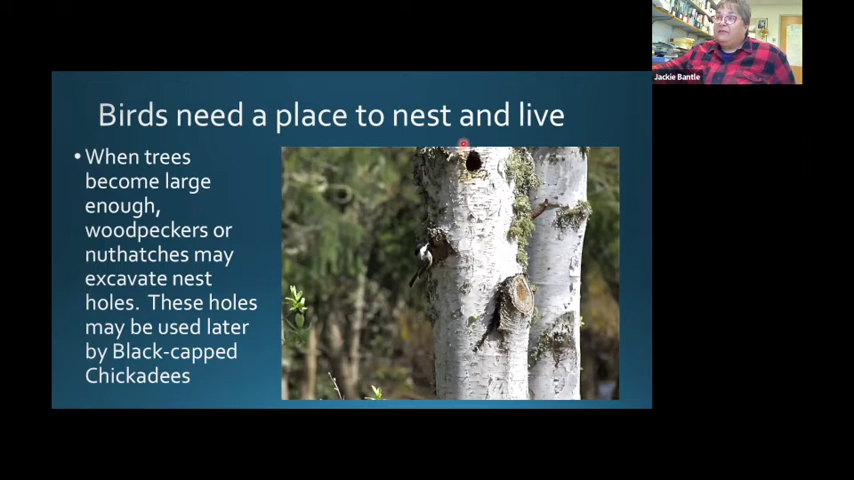 Jackie Bantle
Birds need a place to nest and live
• When trees
become large
enough,
woodpeckers or
nuthatches may
excavate nest
holes.  These holes
may be used later
by Black-capped
Chickadees